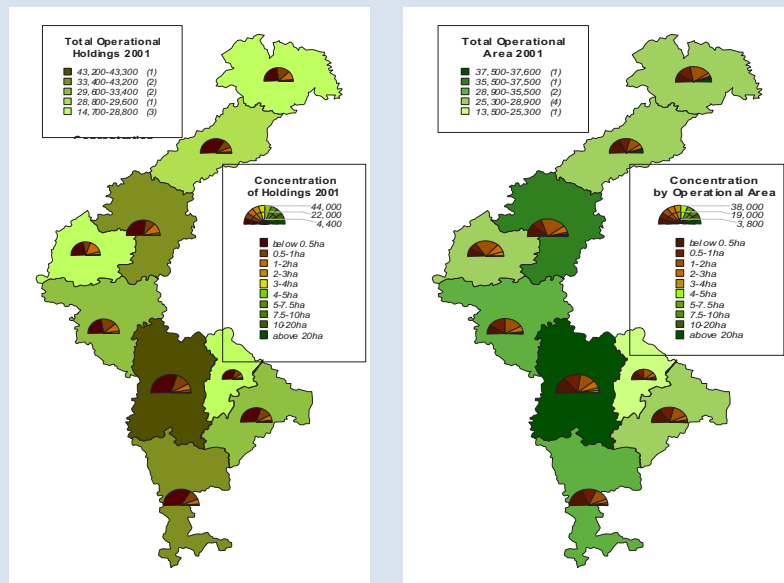 Total Operational
Holdings 2001
43,200-43,300 (1)
33,400-43,200 (2)
29,600-33,400 (2)
28,800-29,600 (1)
14,700-28,800 (3)
Concentration
of Holdings 2001
44,000
22,000
4,400
below 0.5ha
0.5-1ha
1-2ha
2-3ha
3-4ha
4-5ha
5-7.5ha
7.5-10ha
10-20ha
above 20ha
Total Operational
Area 2001
37,500-37,600 (1)
35,500-37,500 (1)
28,900-35,500 (2)
25,300-28,900 (4)
13,500-25,300 (1)
Concentration
by Operational Area
38,000
19,000
3,800
below 0.5ha
0.5-1ha
1-2ha
2-3ha
3-4ha
4-5ha
5-7.5ha
7.5-10ha
10-20ha
above 20ha